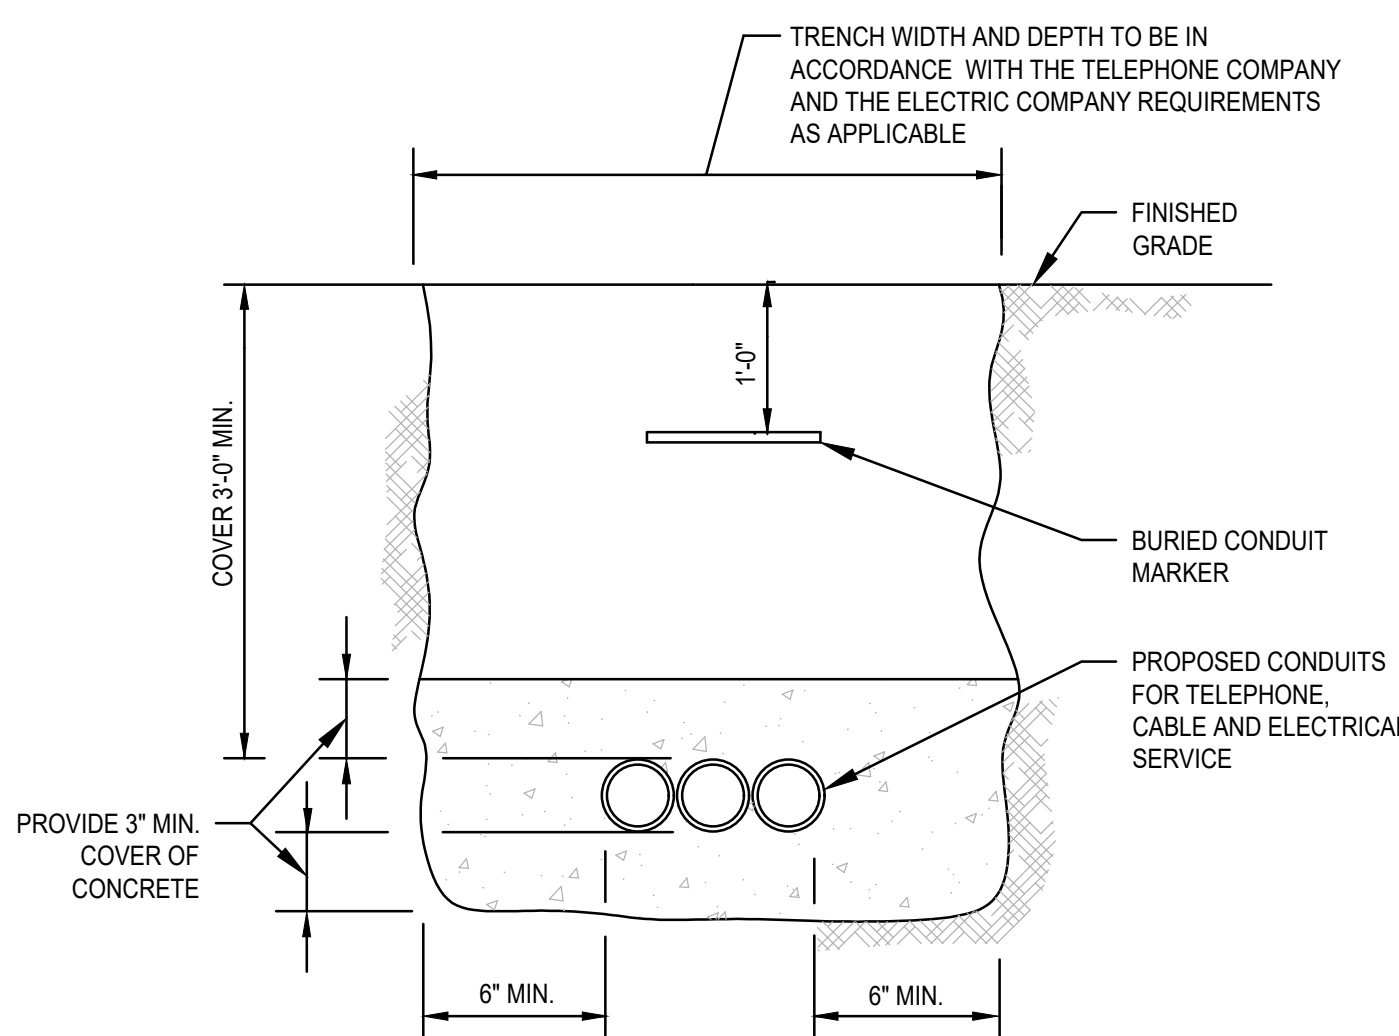 TRENCH WIDTH AND DEPTH TO BE IN
ACCORDANCE WITH THE TELEPHONE COMPANY
AND THE ELECTRIC COMPANY REQUIREMENTS
AS APPLICABLE
FINISHED
GRADE
1'-0"
COVER 3'-0" MIN.
BURIED CONDUIT
MARKER
PROPOSED CONDUITS
FOR TELEPHONE,
CABLE AND ELECTRICAL
SERVICE
PROVIDE 3" MIN.
COVER OF
CONCRETE
6" MIN.
6" MIN.